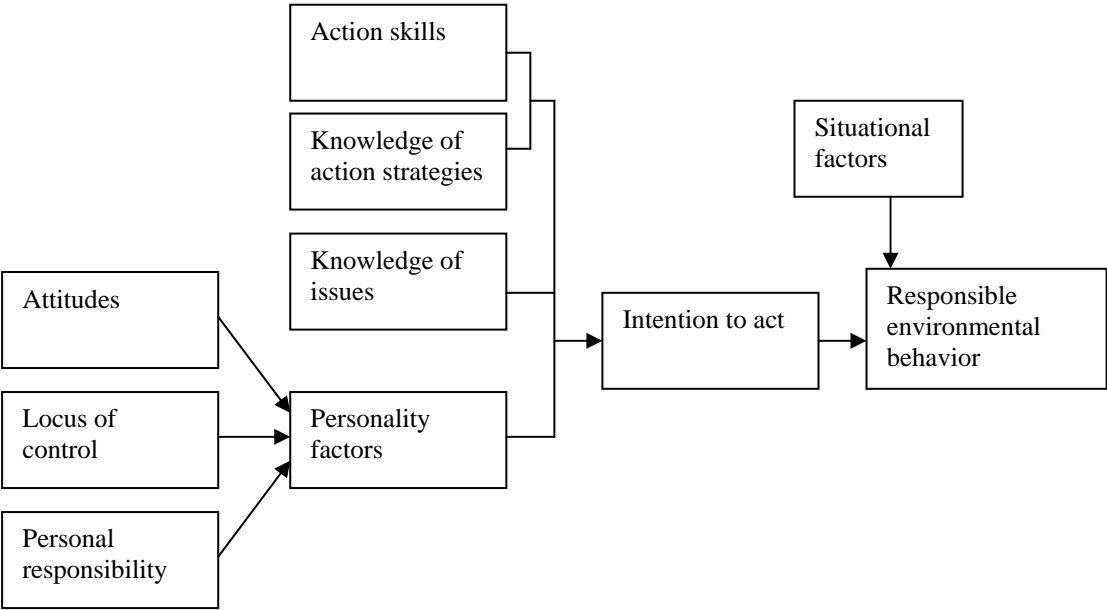 Action skills
Knowledge of
action strategies
Situational
factors
Knowledge of
issues
Attitudes
Intention to act
Responsible
environmental
behavior
Locus of
control
Personality
factors
Personal
responsibility